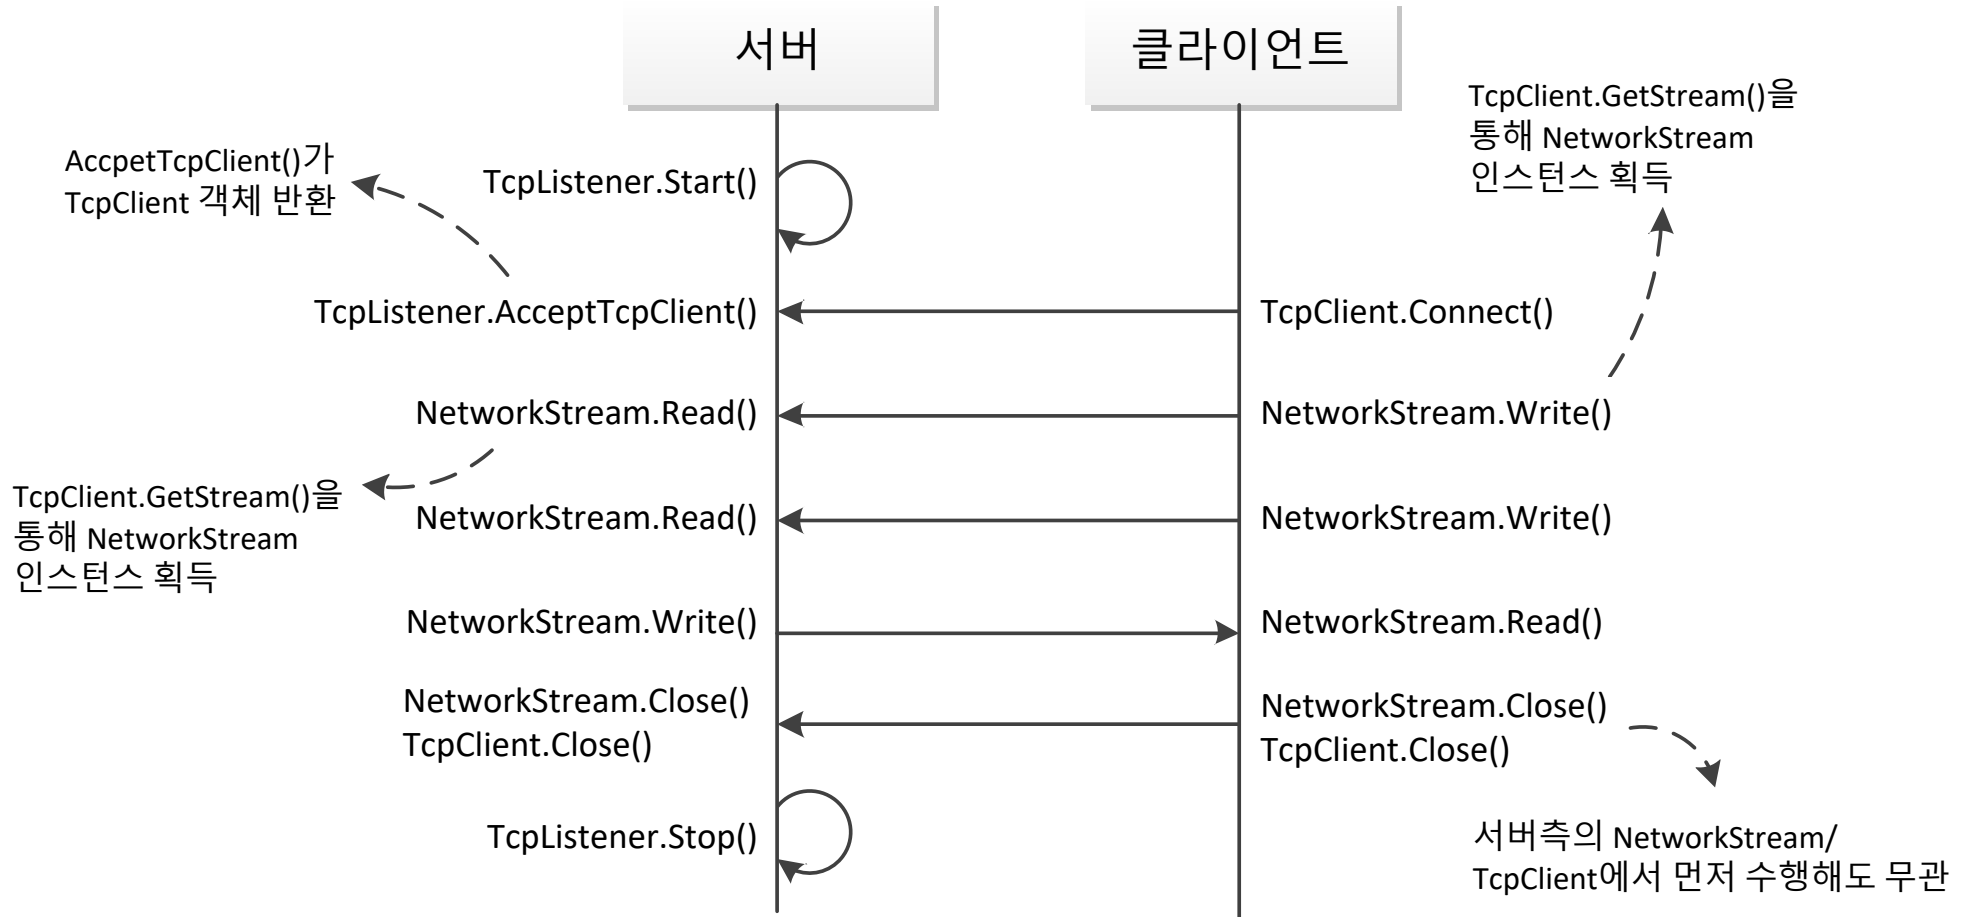 서버
클라이언트
TcpClient.GetStream()을
통해 NetworkStream
인스턴스 획득
AccpetTcpClient()가
TcpClient 객체 반환
TcpListener.Start()
TcpListener.AcceptTcpClient()
TcpClient.Connect()
NetworkStream.Read()
NetworkStream.Write()
TcpClient.GetStream()을
통해 NetworkStream
인스턴스 획득
NetworkStream.Read()
NetworkStream.Write()
NetworkStream.Write()
NetworkStream.Read()
NetworkStream.Close()
TcpClient.Close()
NetworkStream.Close()
TcpClient.Close()
TcpListener.Stop()
서버측의 NetworkStream/
TcpClient에서 먼저 수행해도 무관